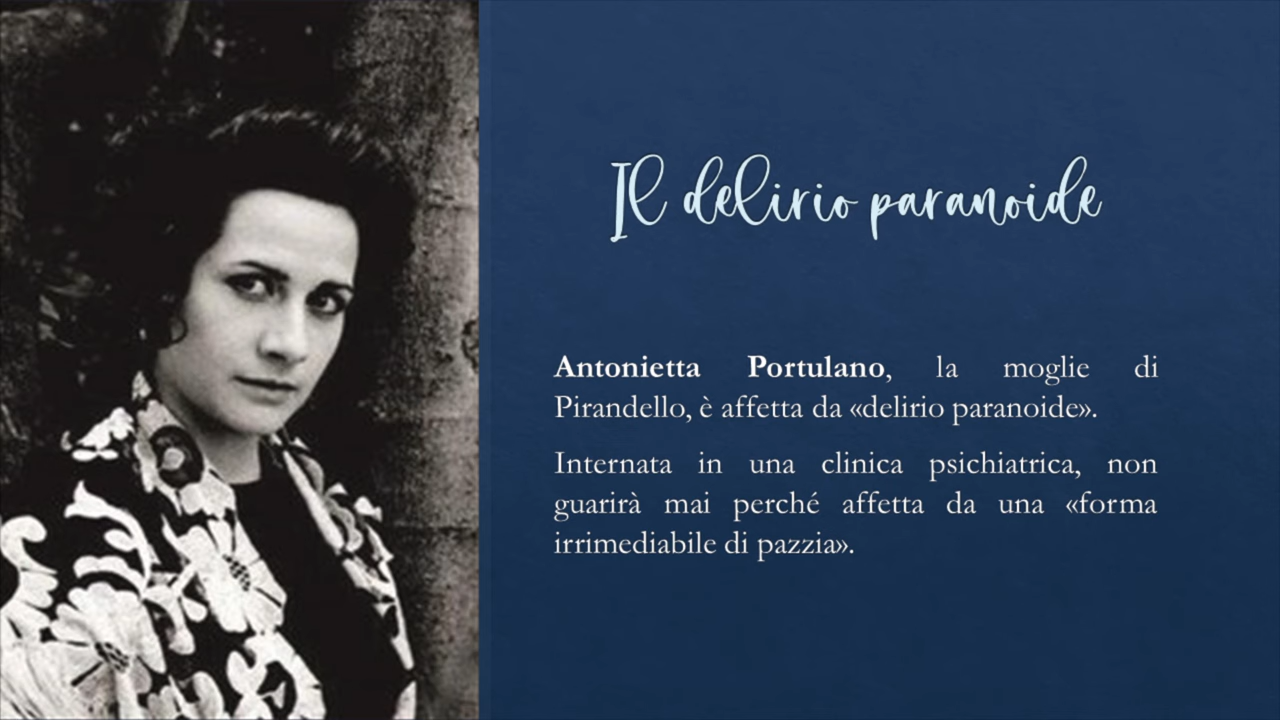 Il delirio paranoide
Antonietta Portulano, la moglie di
Pirandello, è affetta da «delirio paranoide».
Internata in una clinica psichiatrica, non
guarirà mai perché affetta da una «forma
irrimediabile di pazzia».